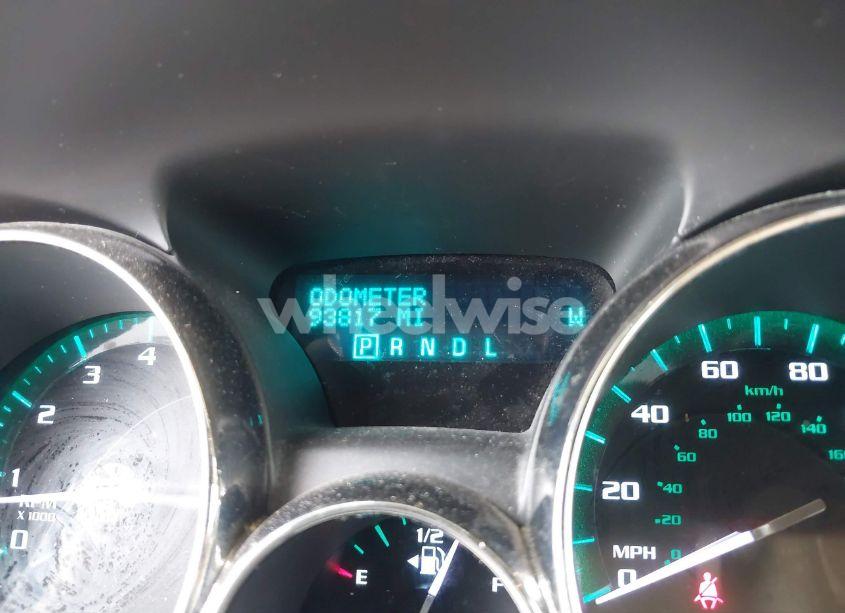 wheelwise
ODOMETER
93817 MI W
P R N D L
1 2 3 4
RPM
X 1000
0
20 40 60 80
km/h
20 40 60 80 100 120 140
MPH
0
0
1/2
E F